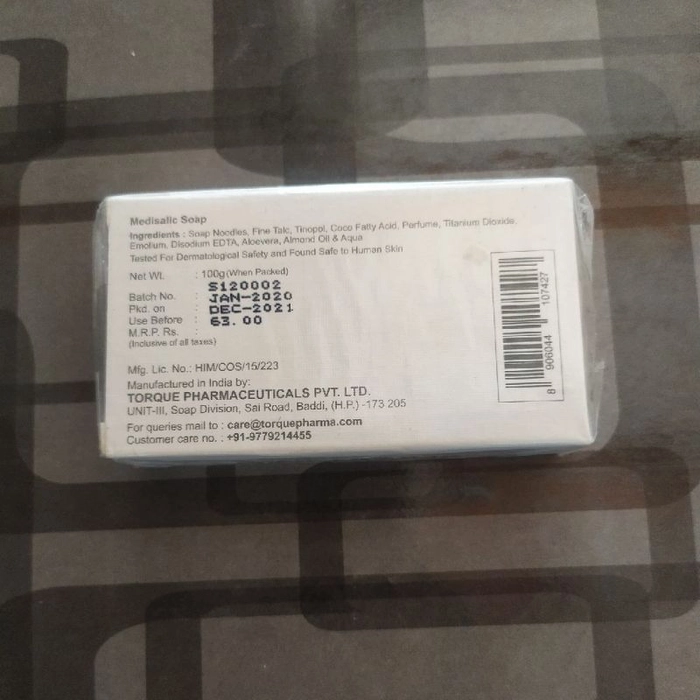 Medisalic Soap
Ingredients : Soap Noodles, Fine Talc, Tinopol, Coco Fatty Acid, Perfume, Titanium Dioxide,
Emollum, Disodium EDTA, Aloevera, Almond Oil & Aqua
Tested For Dermatological Safety and Found Safe to Human Skin
Net Wt. : 100g(When Packed)
Batch No. : S120002
Pkd. on : JAN-2020
Use Before : DEC-2021
M.R.P. Rs. : 63.00
(Inclusive of all taxes)
Mfg. Lic. No.: HIM/COS/15/223
Manufactured in India by:
TORQUE PHARMACEUTICALS PVT. LTD.
UNIT-III, Soap Division, Sai Road, Baddi, (H.P.) -173 205
For queries mail to : care@torquepharma.com
Customer care no. : +91-9779214455
8 906044 107427